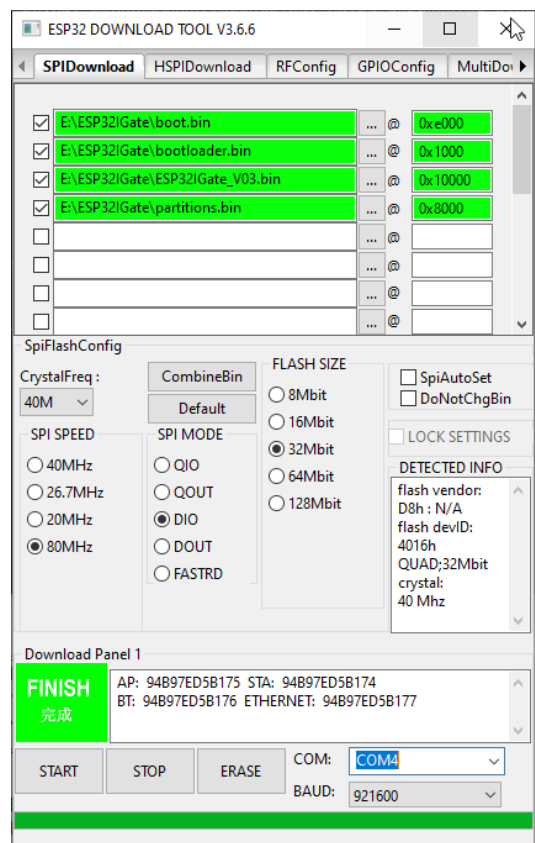 ESP32 DOWNLOAD TOOL V3.6.6
SPIDownload HSPIDownload RFConfig GPIOConfig MultiDo
E:\ESP32IGate\boot.bin ... @ 0xe000
E:\ESP32IGate\bootloader.bin ... @ 0x1000
E:\ESP32IGate\ESP32IGate_V03.bin ... @ 0x10000
E:\ESP32IGate\partitions.bin ... @ 0x8000
... @
... @
... @
... @
SpiFlashConfig
CrystalFreq :
40M
CombineBin
Default
SPI SPEED
40MHz
26.7MHz
20MHz
80MHz
SPI MODE
QIO
QOUT
DIO
DOUT
FASTRD
FLASH SIZE
8Mbit
16Mbit
32Mbit
64Mbit
128Mbit
SpiAutoSet
DoNotChgBin
LOCK SETTINGS
DETECTED INFO
flash vendor:
D8h : N/A
flash devID:
4016h
QUAD;32Mbit
crystal:
40 Mhz
Download Panel 1
FINISH
完成
AP: 94B97ED5B175 STA: 94B97ED5B174
BT: 94B97ED5B176 ETHERNET: 94B97ED5B177
START STOP ERASE
COM: COM4
BAUD: 921600